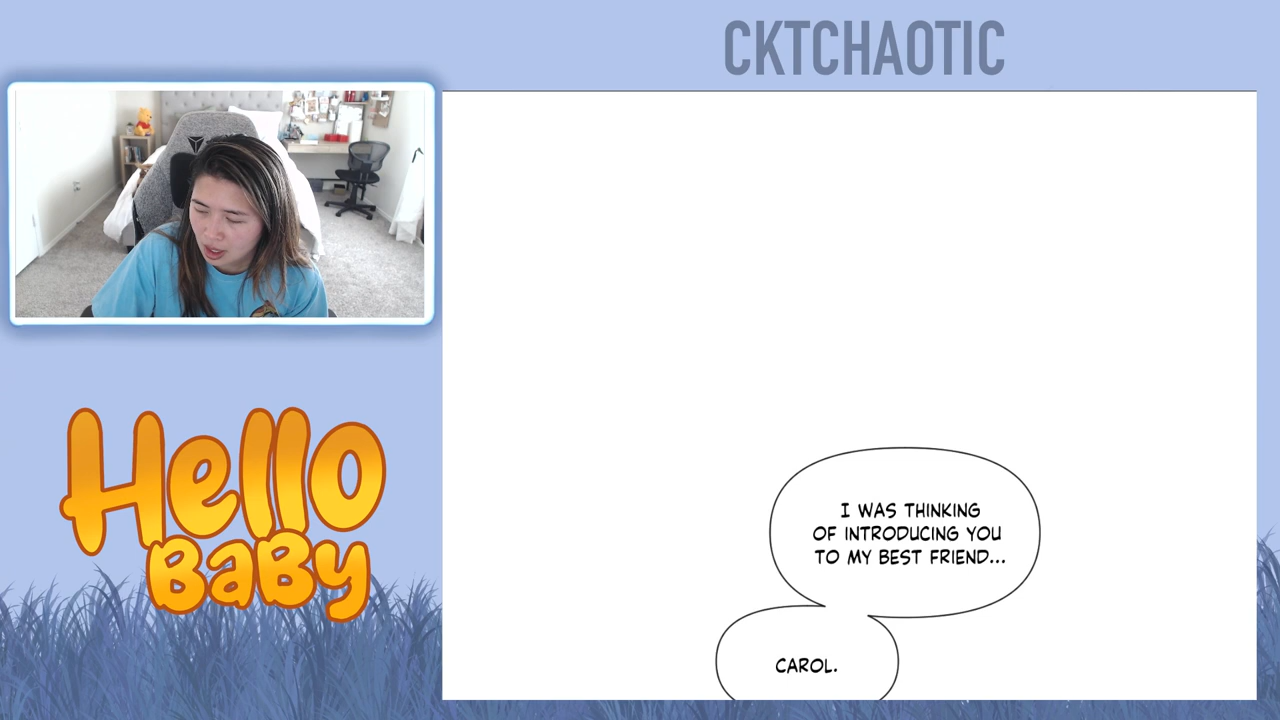 CKTCHAOTIC
Hello
BaBy
I WAS THINKING
OF INTRODUCING YOU
TO MY BEST FRIEND...
CAROL.